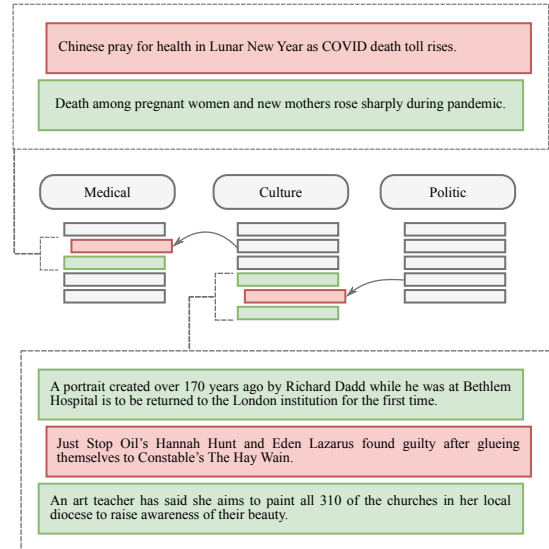 Chinese pray for health in Lunar New Year as COVID death toll rises.
Death among pregnant women and new mothers rose sharply during pandemic.
Medical
Culture
Politic
A portrait created over 170 years ago by Richard Dadd while he was at Bethlem
Hospital is to be returned to the London institution for the first time.
Just Stop Oil's Hannah Hunt and Eden Lazarus found guilty after glueing
themselves to Constable's The Hay Wain.
An art teacher has said she aims to paint all 310 of the churches in her local
diocese to raise awareness of their beauty.